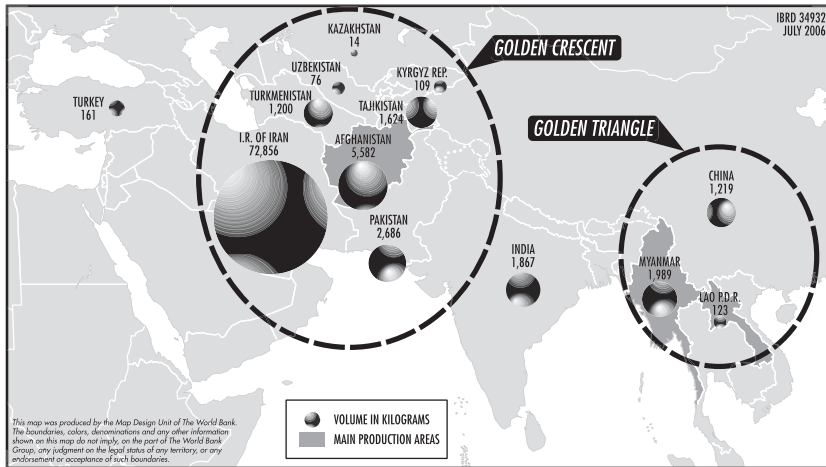 IBRD 34932
JULY 2006
KAZAKHSTAN
14
GOLDEN CRESCENT
UZBEKISTAN
76
KYRGYZ REP.
109
TURKMENISTAN
1,200
TAJIKISTAN
1,624
TURKEY
161
GOLDEN TRIANGLE
I.R. OF IRAN
72,856
AFGHANISTAN
5,582
CHINA
1,219
PAKISTAN
2,686
INDIA
1,867
MYANMAR
1,989
LAO P.D.R.
123
VOLUME IN KILOGRAMS
MAIN PRODUCTION AREAS
This map was produced by the Map Design Unit of The World Bank.
The boundaries, colors, denominations and any other information
shown on this map do not imply, on the part of The World Bank
Group, any judgment on the legal status of any territory, or any
endorsement or acceptance of such boundaries.